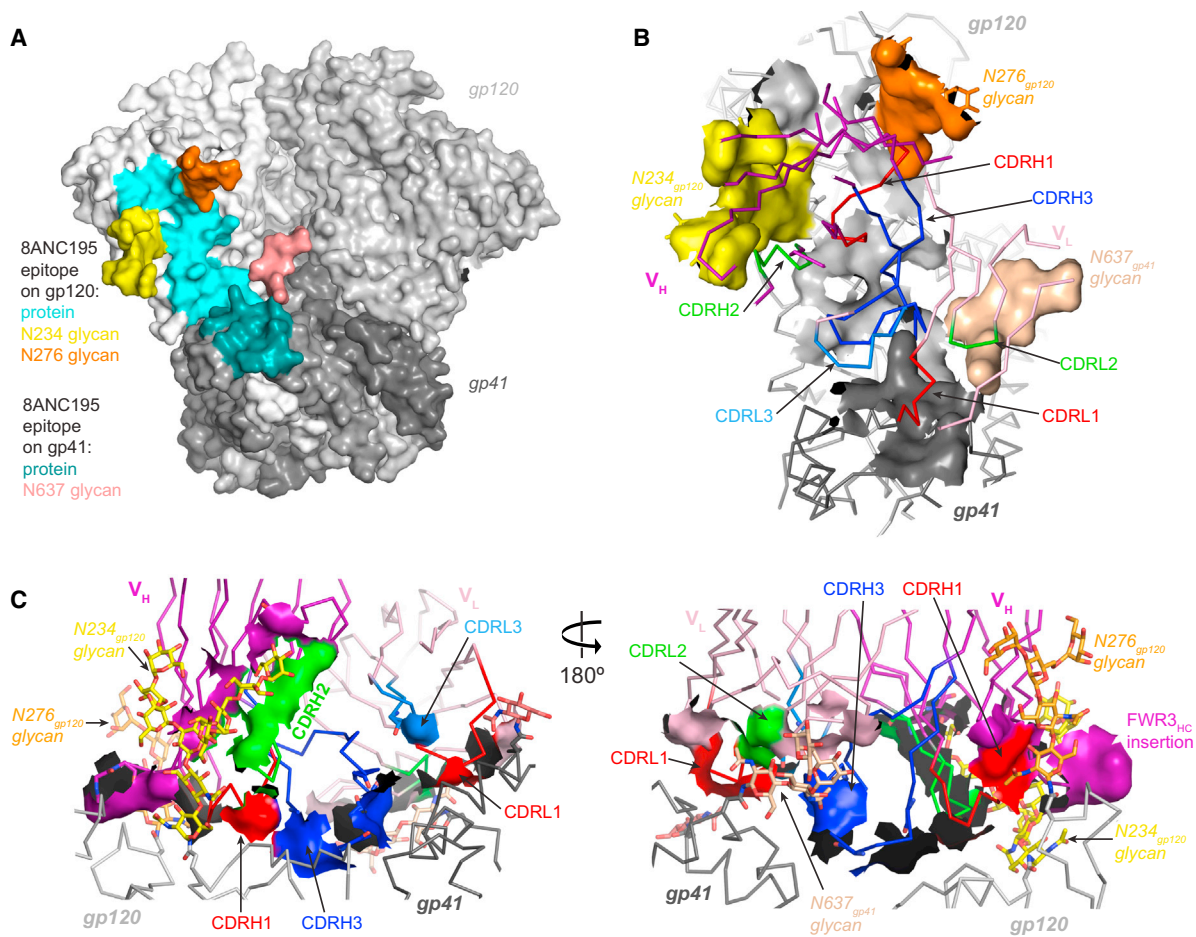 A
gp120
8ANC195
epitope
on gp120:
protein
N234 glycan
N276 glycan
8ANC195
epitope
on gp41:
protein
N637 glycan
gp41
B
gp120
N276gp120
glycan
CDRH1
N234gp120
glycan
CDRH3
VL
N637gp41
glycan
VH
CDRH2
CDRL2
CDRL3
CDRL1
gp41
C
VH
N234gp120
glycan
N276gp120
glycan
CDRH2
VL
CDRL3
CDRL1
gp120
CDRH1
CDRH3
gp41
180º
CDRH3
CDRH1
VL
VH
CDRL2
N276gp120
glycan
FWR3HC
insertion
CDRL1
N234gp120
glycan
gp41
N637gp41
glycan
gp120